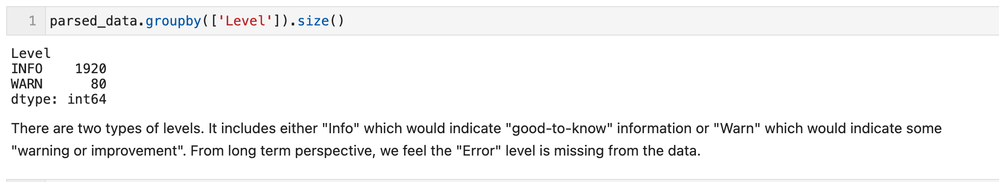 1 parsed_data.groupby(['Level']).size()
Level
INFO    1920
WARN      80
dtype: int64
There are two types of levels. It includes either "Info" which would indicate "good-to-know" information or "Warn" which would indicate some
"warning or improvement". From long term perspective, we feel the "Error" level is missing from the data.